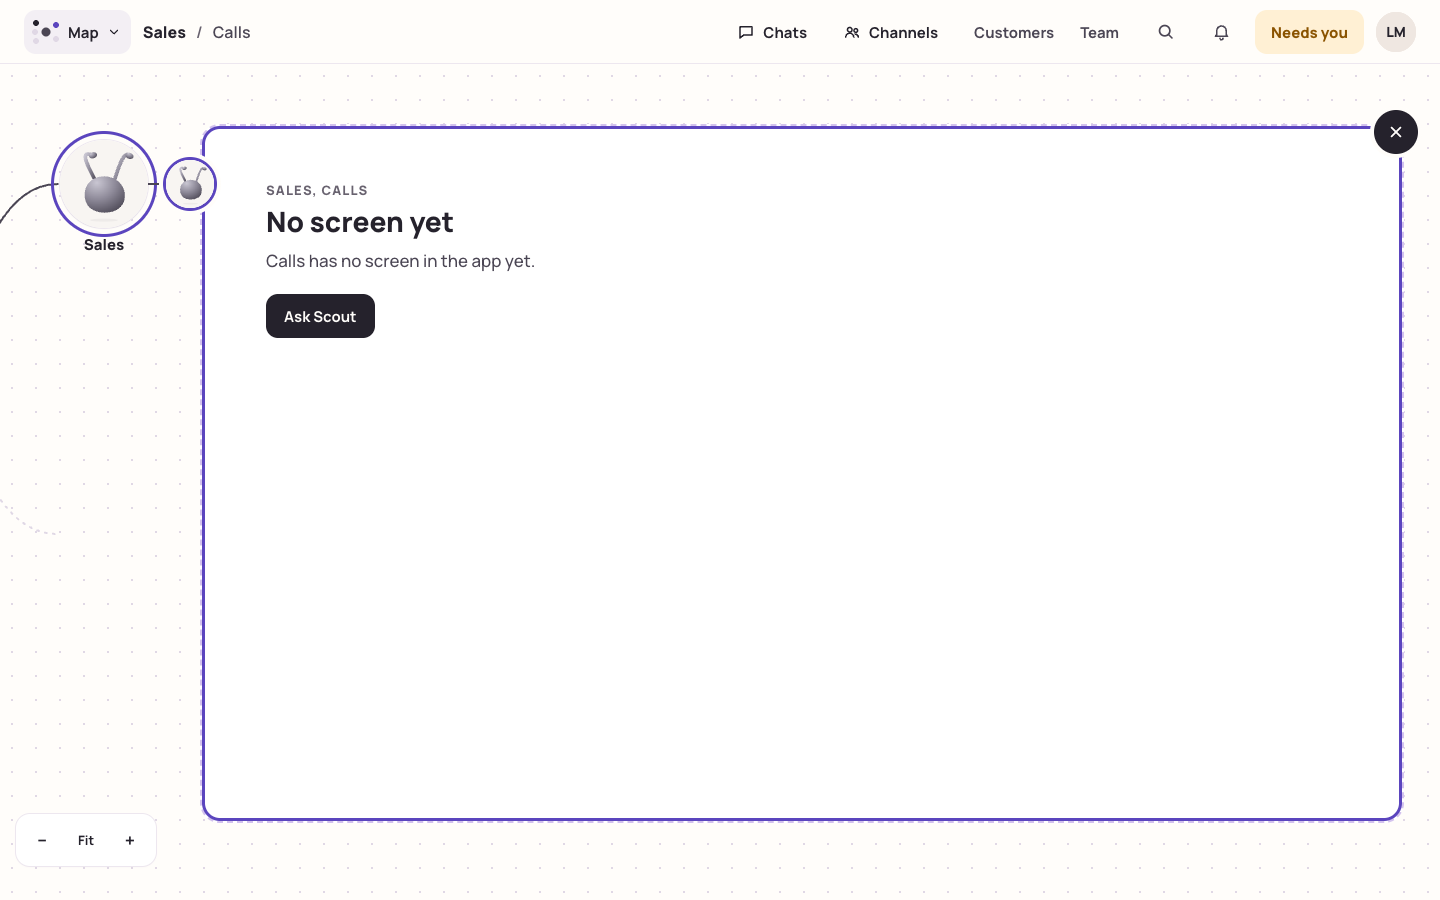 Map
Sales / Calls
Chats
Channels
Customers
Team
Needs you
LM
Sales
SALES, CALLS
No screen yet
Calls has no screen in the app yet.
Ask Scout
− Fit +